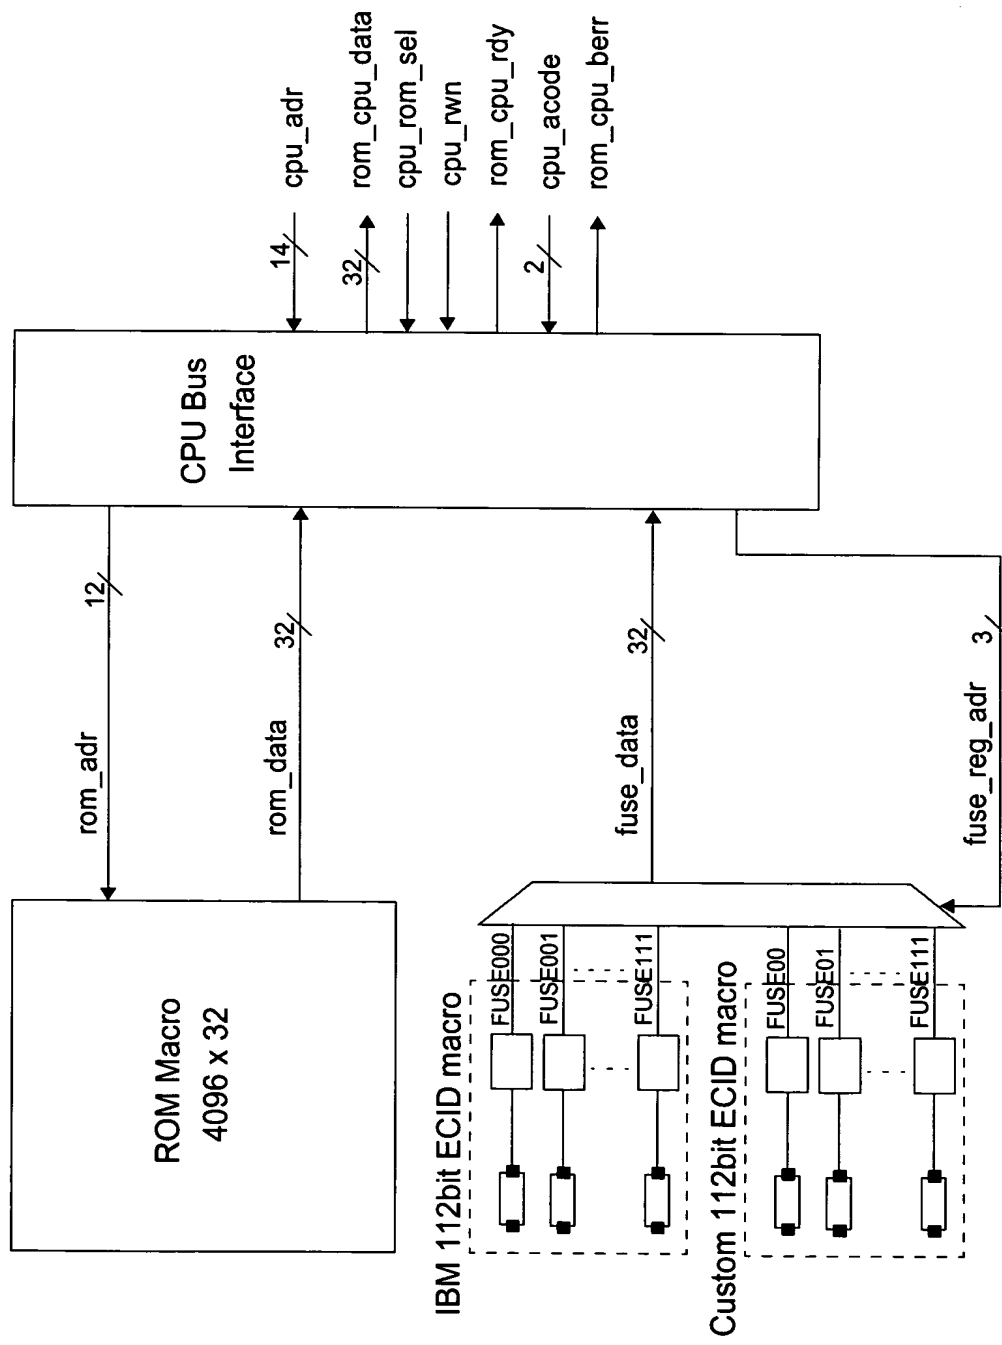 ROM Macro
4096 x 32
rom_adr
12
rom_data
32
CPU Bus
Interface
14
cpu_adr
32
rom_cpu_data
cpu_rom_sel
cpu_rwn
rom_cpu_rdy
2
cpu_acode
rom_cpu_berr
IBM 112bit ECID macro
FUSE000
FUSE001
FUSE111
fuse_data
32
Custom 112bit ECID macro
FUSE00
FUSE01
FUSE111
fuse_reg_adr
3